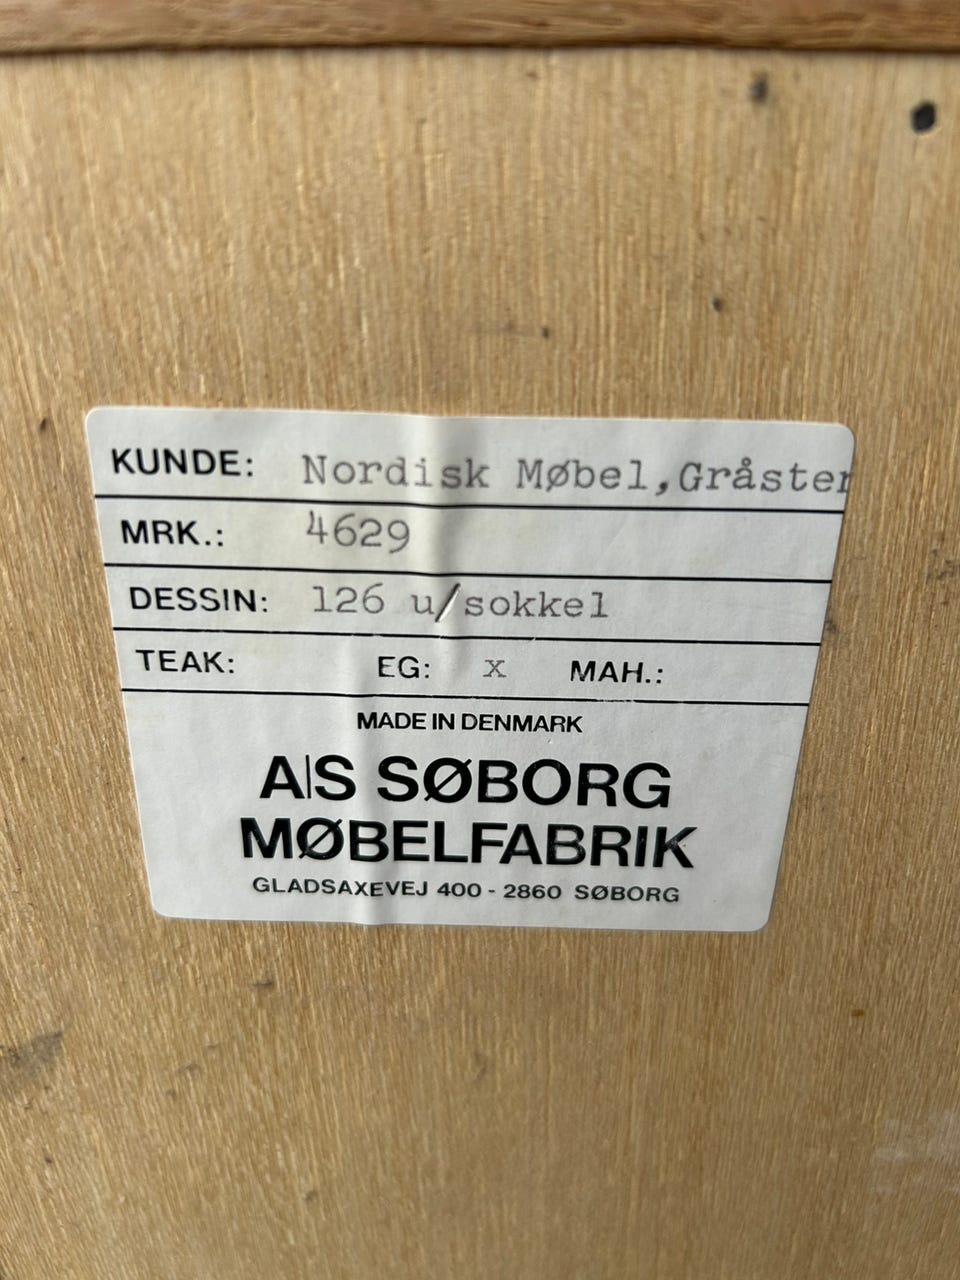 KUNDE: Nordisk Møbel,Gråsten
MRK.: 4629
DESSIN: 126 u/sokkel
TEAK: EG: x MAH.:
MADE IN DENMARK
A/S SØBORG
MØBELFABRIK
GLADSAXEVEJ 400 - 2860 SØBORG